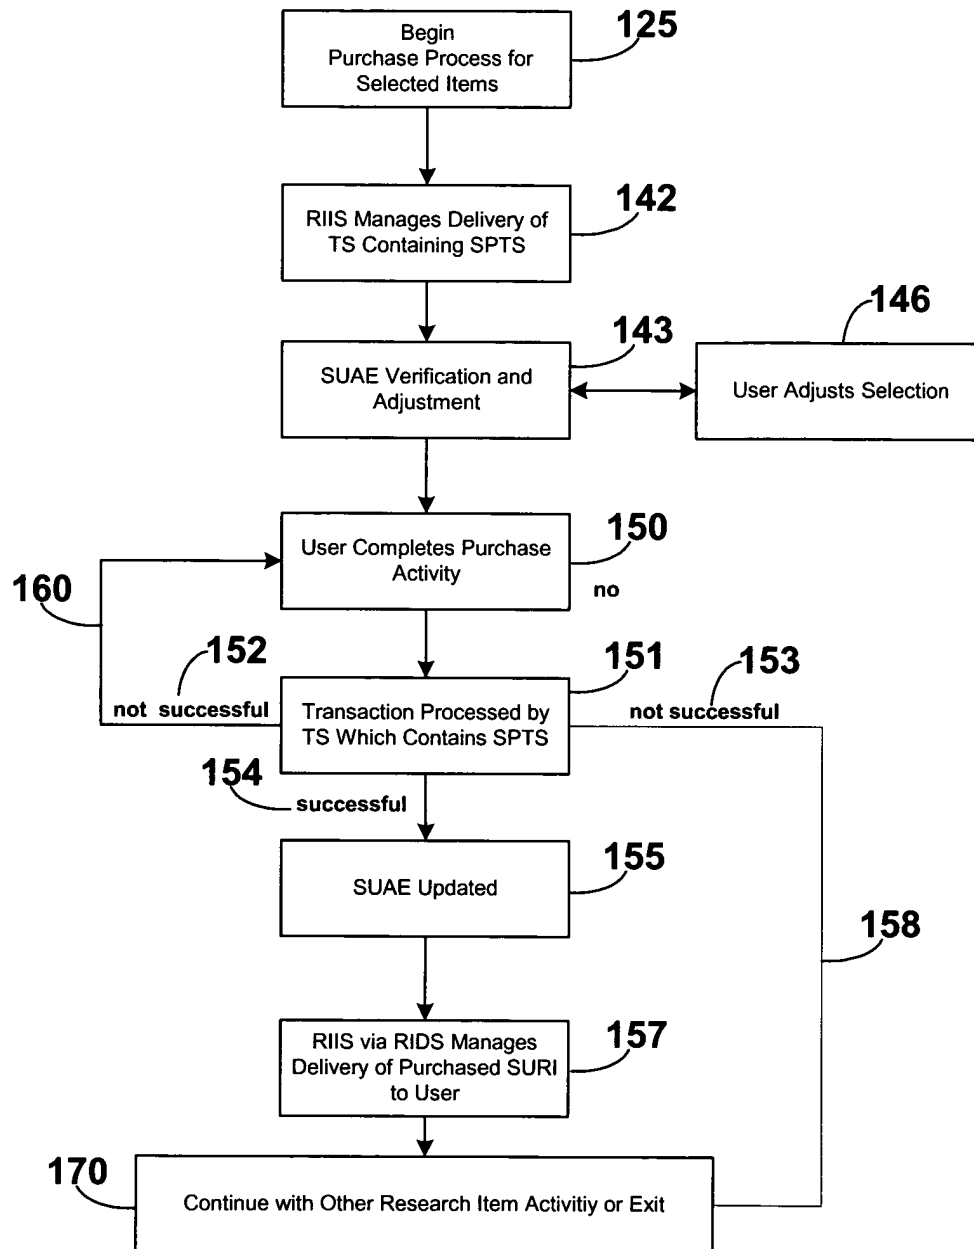 Begin
Purchase Process for
Selected Items
125
RIIS Manages Delivery of
TS Containing SPTS
142
SUAE Verification and
Adjustment
143
User Adjusts Selection
146
User Completes Purchase
Activity
150
no
160
152
not successful
Transaction Processed by
TS Which Contains SPTS
151
153
not successful
154
successful
SUAE Updated
155
158
RIIS via RIDS Manages
Delivery of Purchased SURI
to User
157
170
Continue with Other Research Item Activitiy or Exit